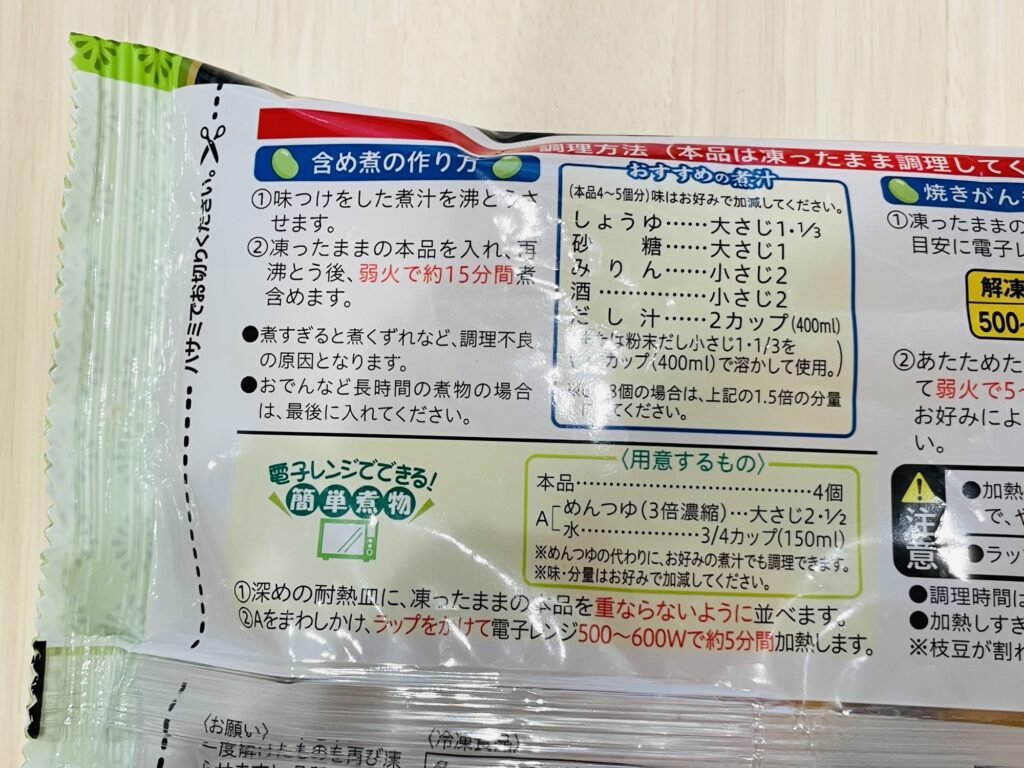 ハサミでお切りください。
調理方法（本品は凍ったまま調理してく
含め煮の作り方
①味つけをした煮汁を沸とうさ
せます。
②凍ったままの本品を入れ、再
沸とう後、弱火で約15分間煮
含めます。
●煮すぎると煮くずれなど、調理不良
の原因となります。
●おでんなど長時間の煮物の場合
は、最後に入れてください。
おすすめの煮汁
（本品4〜5個分）味はお好みで加減してください。
しょうゆ……大さじ1・1/3
砂糖……大さじ1
みりん……小さじ2
酒……………小さじ2
だし汁……2カップ(400ml)
たは粉末だし小さじ1・1/3を
カップ(400ml)で溶かして使用。)
個の場合は、上記の1.5倍の分量
てください。
焼きがん
①凍ったままの
目安に電子レ
解凍
500〜
②あたためた
て弱火で5〜
お好みによ
い。
電子レンジでできる!
簡単煮物
〈用意するもの〉
本品……………………………4個
A めんつゆ(3倍濃縮)…大さじ2・1/2
水……………3/4カップ(150ml)
※めんつゆの代わりに、お好みの煮汁でも調理できます。
※味・分量はお好みで加減してください。
①深めの耐熱皿に、凍ったままの本品を重ならないように並べます。
②Aをまわしかけ、ラップをかけて電子レンジ500〜600Wで約5分間加熱します。
注意
●加熱
で、や
●ラッ
●調理時間は
●加熱しすぎ
※枝豆が割れ
〈お願い〉
一度解けたものを再び凍
〈冷凍食品〉